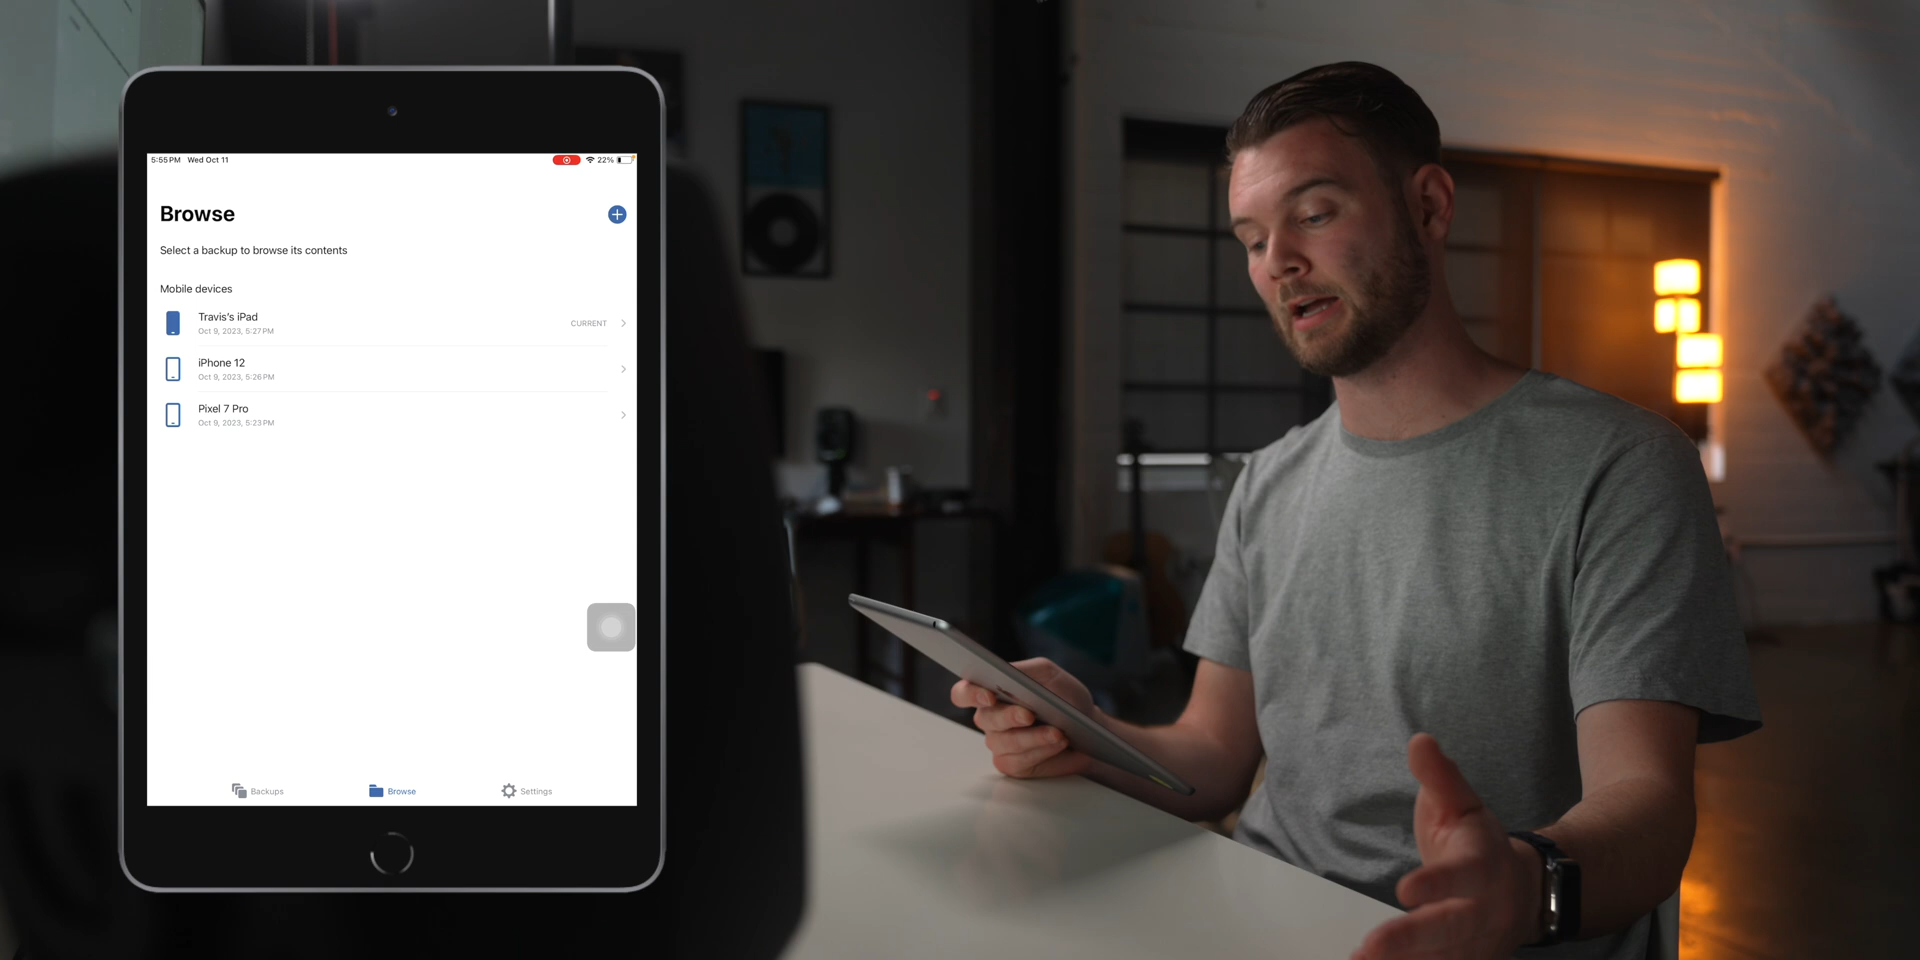 5:55 PM Wed Oct 11
22%
Browse
Select a backup to browse its contents
Mobile devices
Travis's iPad
Oct 9, 2023, 5:27 PM
CURRENT
iPhone 12
Oct 9, 2023, 5:26 PM
Pixel 7 Pro
Oct 9, 2023, 5:23 PM
Backups
Browse
Settings